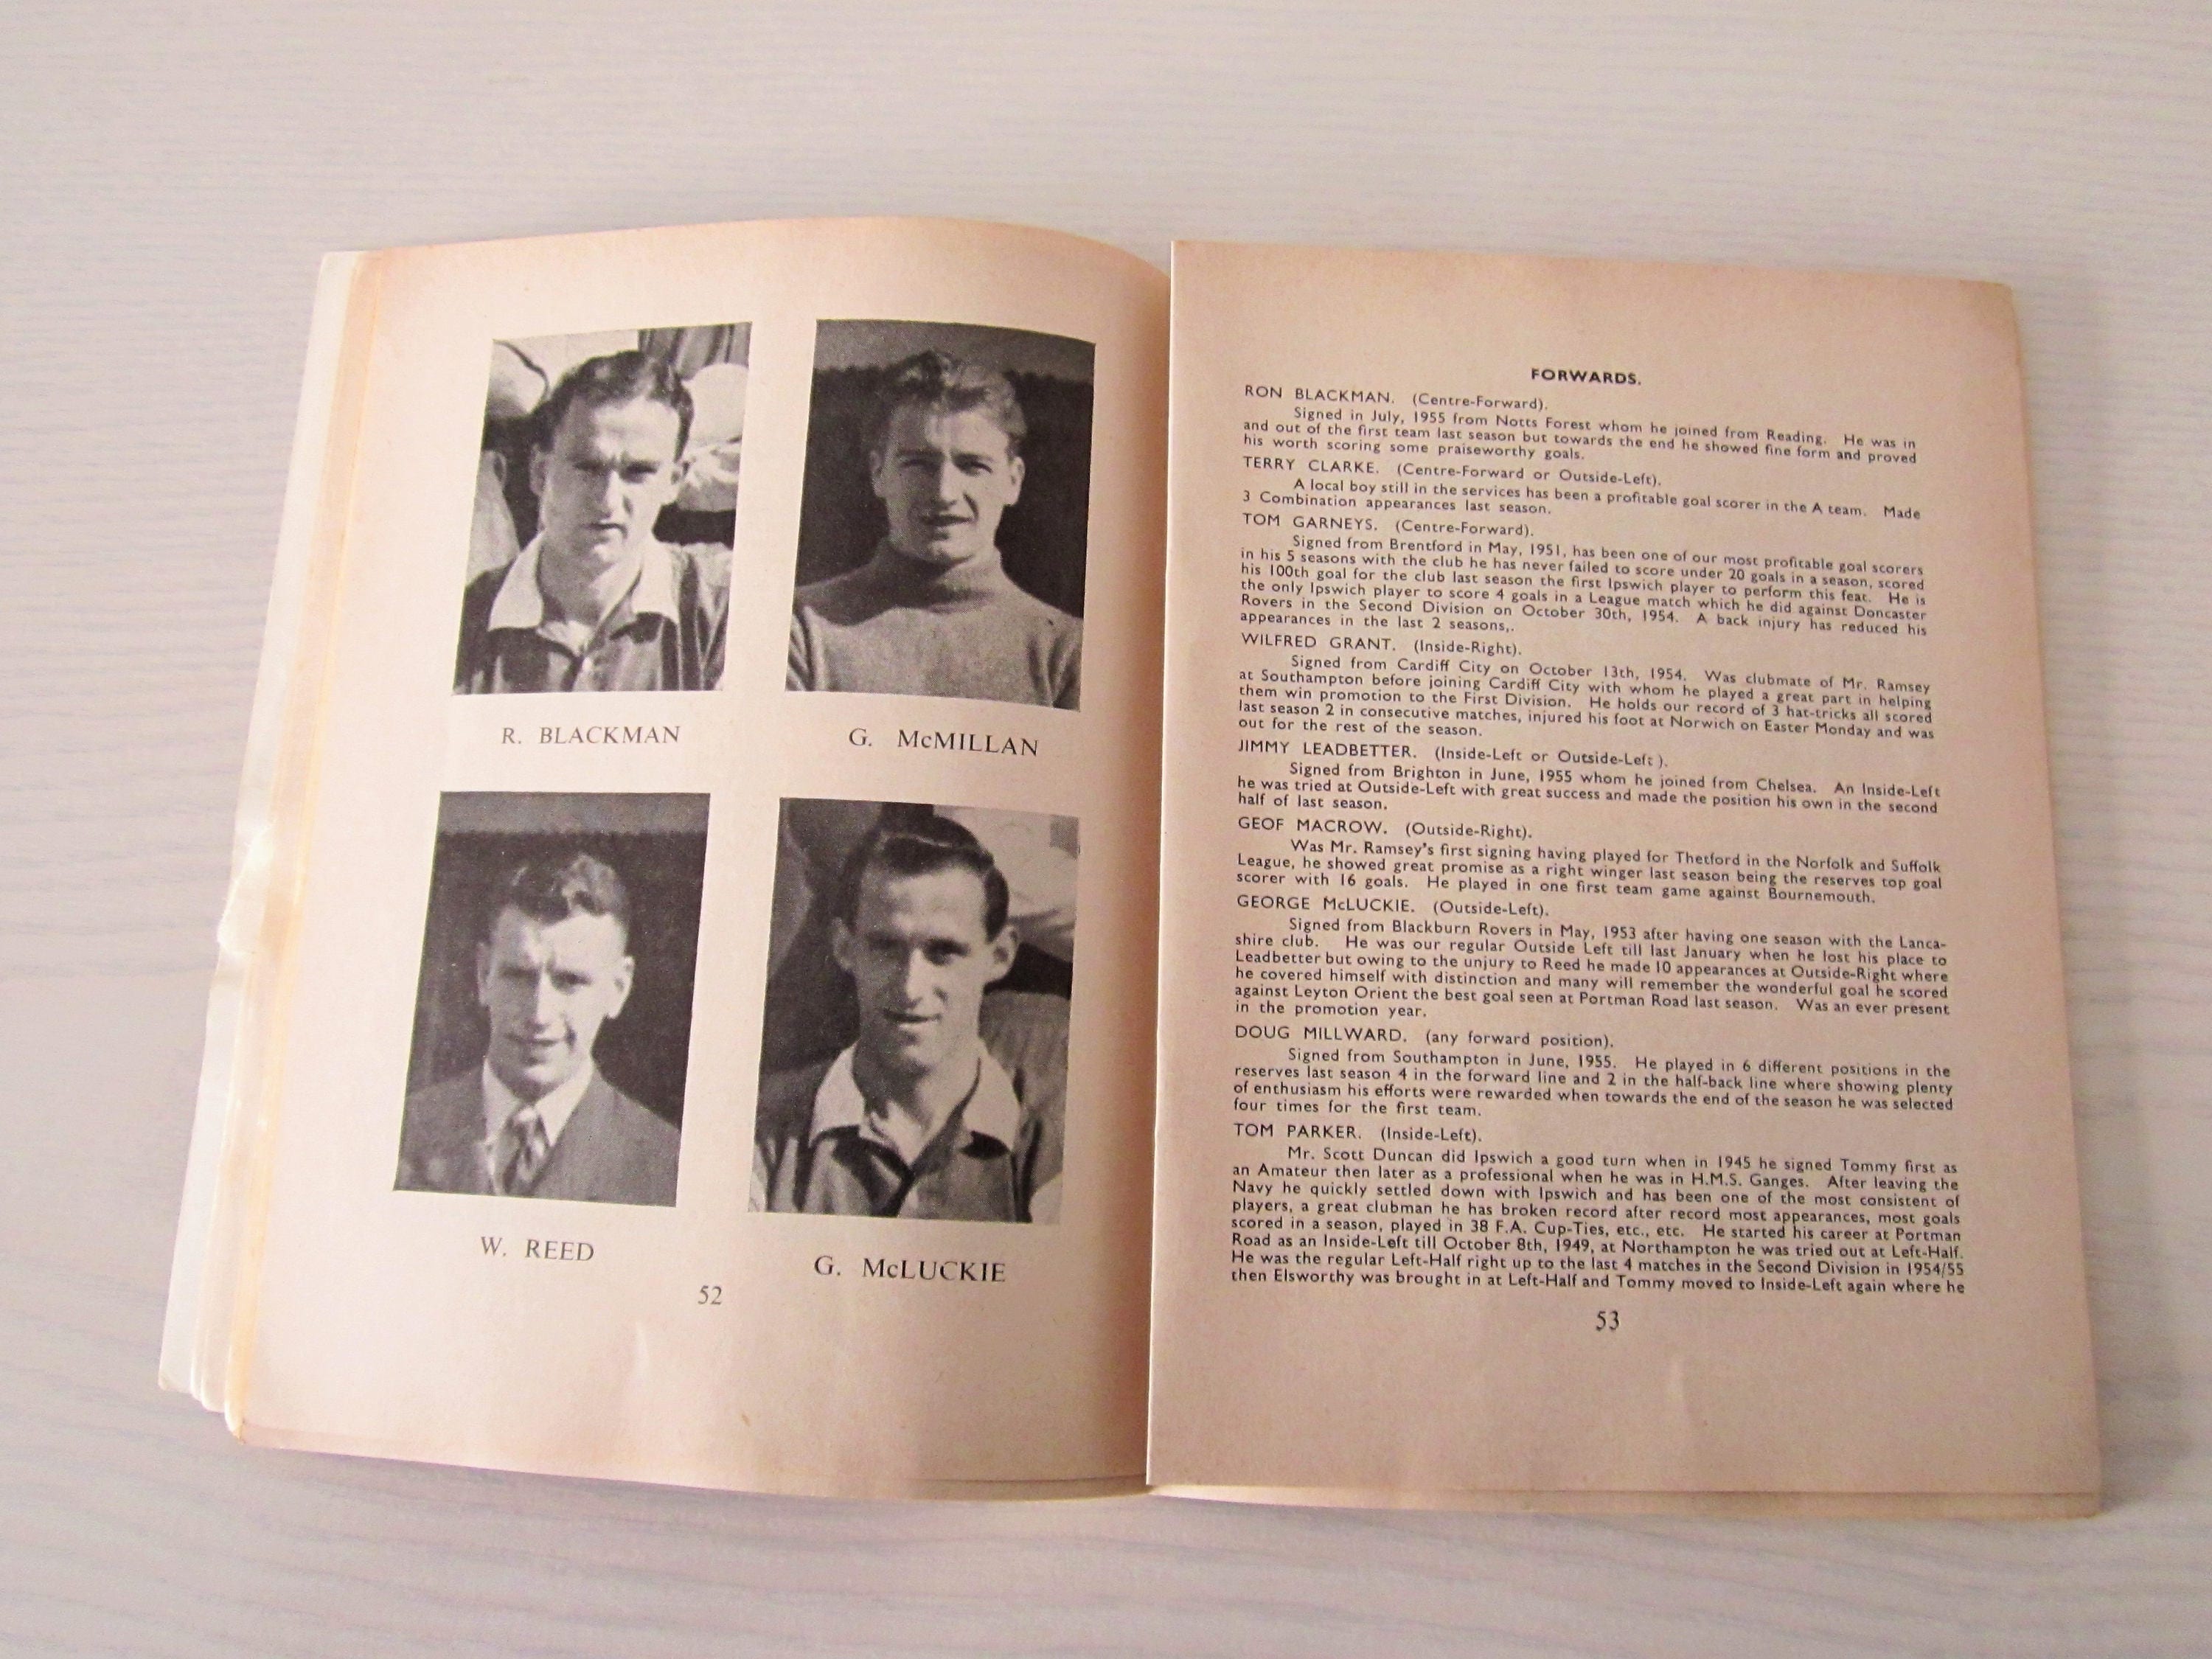 R. BLACKMAN
G. McMILLAN
W. REED
G. McLUCKIE
52
FORWARDS.
RON BLACKMAN. (Centre-Forward).
Signed in July, 1955 from Notts Forest whom he joined from Reading. He was in
and out of the first team last season but towards the end he showed fine form and proved
his worth scoring some praiseworthy goals.
TERRY CLARKE. (Centre-Forward or Outside-Left).
A local boy still in the services has been a profitable goal scorer in the A team. Made
3 Combination appearances last season.
TOM GARNEYS. (Centre-Forward).
Signed from Brentford in May, 1951, has been one of our most profitable goal scorers
in his 5 seasons with the club he has never failed to score under 20 goals in a season, scored
his 100th goal for the club last season the first Ipswich player to perform this feat. He is
the only Ipswich player to score 4 goals in a League match which he did against Doncaster
Rovers in the Second Division on October 30th, 1954. A back injury has reduced his
appearances in the last 2 seasons,.
WILFRED GRANT. (Inside-Right).
Signed from Cardiff City on October 13th, 1954. Was clubmate of Mr. Ramsey
at Southampton before joining Cardiff City with whom he played a great part in helping
them win promotion to the First Division. He holds our record of 3 hat-tricks all scored
last season 2 in consecutive matches, injured his foot at Norwich on Easter Monday and was
out for the rest of the season.
JIMMY LEADBETTER. (Inside-Left or Outside-Left ).
Signed from Brighton in June, 1955 whom he joined from Chelsea. An Inside-Left
he was tried at Outside-Left with great success and made the position his own in the second
half of last season.
GEOF MACROW. (Outside-Right).
Was Mr. Ramsey's first signing having played for Thetford in the Norfolk and Suffolk
League, he showed great promise as a right winger last season being the reserves top goal
scorer with 16 goals. He played in one first team game against Bournemouth.
GEORGE McLUCKIE. (Outside-Left).
Signed from Blackburn Rovers in May, 1953 after having one season with the Lanca-
shire club. He was our regular Outside Left till last January when he lost his place to
Leadbetter but owing to the unjury to Reed he made 10 appearances at Outside-Right where
he covered himself with distinction and many will remember the wonderful goal he scored
against Leyton Orient the best goal seen at Portman Road last season. Was an ever present
in the promotion year.
DOUG MILLWARD. (any forward position).
Signed from Southampton in June, 1955. He played in 6 different positions in the
reserves last season 4 in the forward line and 2 in the half-back line where showing plenty
of enthusiasm his efforts were rewarded when towards the end of the season he was selected
four times for the first team.
TOM PARKER. (Inside-Left).
Mr. Scott Duncan did Ipswich a good turn when in 1945 he signed Tommy first as
an Amateur then later as a professional when he was in H.M.S. Ganges. After leaving the
Navy he quickly settled down with Ipswich and has been one of the most consistent of
players, a great clubman he has broken record after record most appearances, most goals
scored in a season, played in 38 F.A. Cup-Ties, etc., etc. He started his career at Portman
Road as an Inside-Left till October 8th, 1949, at Northampton he was tried out at Left-Half.
He was the regular Left-Half right up to the last 4 matches in the Second Division in 1954/55
then Elsworthy was brought in at Left-Half and Tommy moved to Inside-Left again where he
53